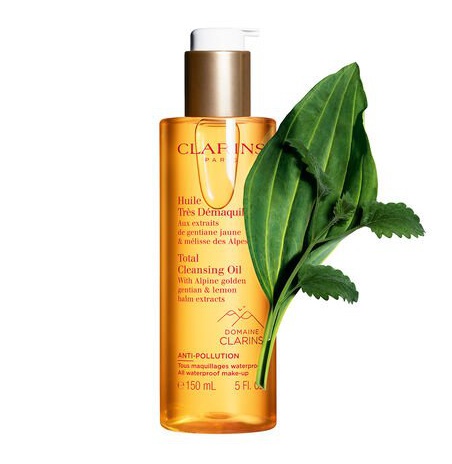 CLARINS
PARIS
Huile
Très Démaquil
Aux extraits
de gentiane jaune
& mélisse des Alpes
Total
Cleansing Oil
With Alpine golden
gentian & lemon
balm extracts
DOMAINE
CLARINS
ANTI-POLLUTION
Tous maquillages waterpro
All waterproof make-up
e 150 mL 5 Fl. oz